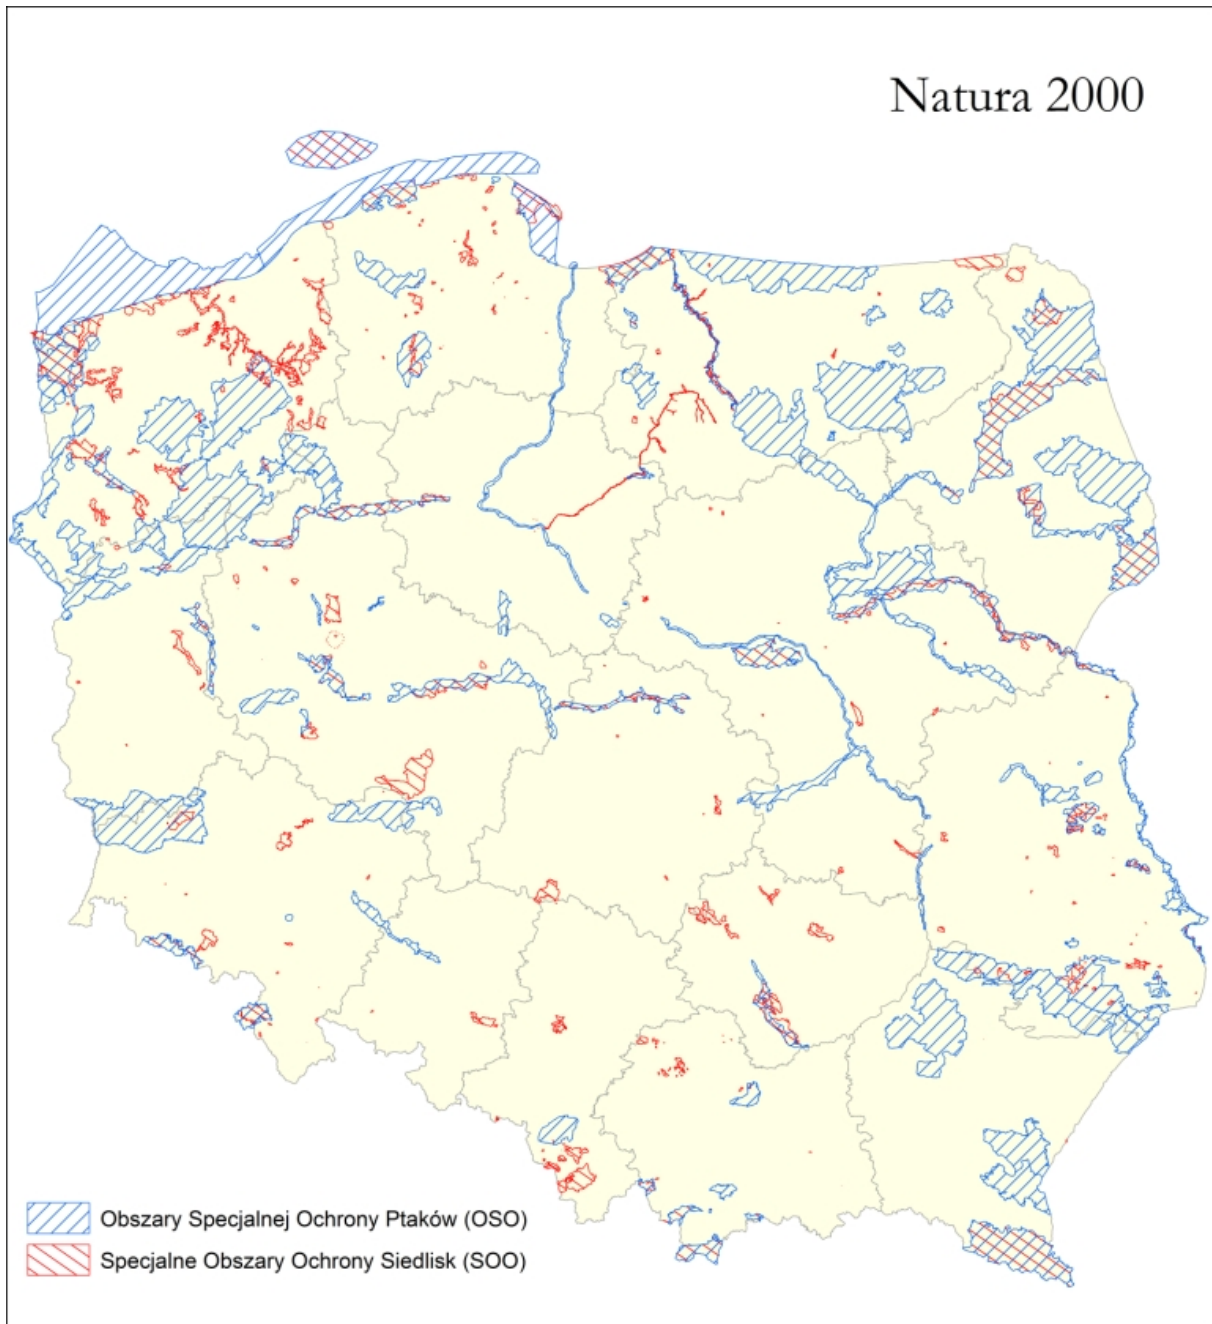 Natura 2000
Obszary Specjalnej Ochrony Ptaków (OSO)
Specjalne Obszary Ochrony Siedlisk (SOO)